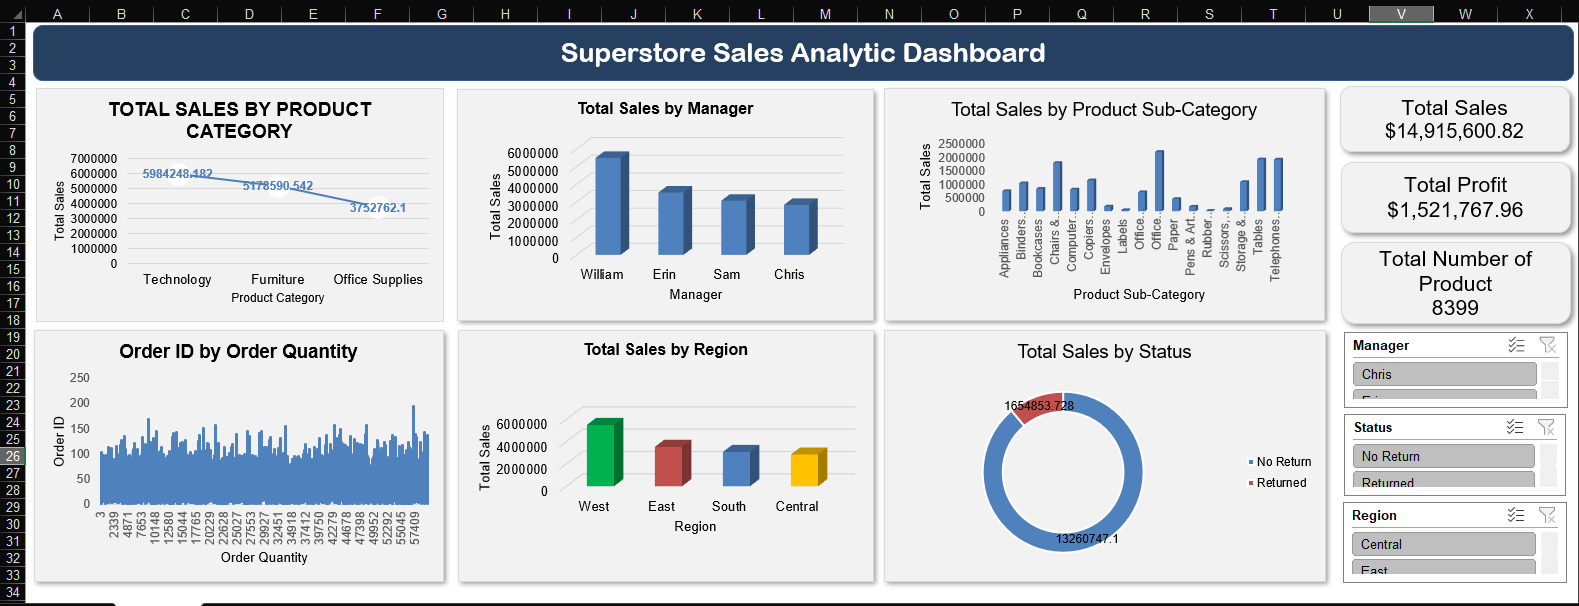 A B C D E F G H I J K L M N O P Q R S T U V W X
1
2
3
4
5
6
7
8
9
10
11
12
13
14
15
16
17
18
19
20
21
22
23
24
25
26
27
28
29
30
31
32
33
34
Superstore Sales Analytic Dashboard
TOTAL SALES BY PRODUCT
CATEGORY
Total Sales
7000000
6000000
5000000
4000000
3000000
2000000
1000000
0
5984248.182
5178590.542
3752762.1
Technology Furniture Office Supplies
Product Category
Total Sales by Manager
Total Sales
6000000
5000000
4000000
3000000
2000000
1000000
0
William Erin Sam Chris
Manager
Total Sales by Product Sub-Category
Total Sales
2500000
2000000
1500000
1000000
500000
0
Appliances
Binders…
Bookcases
Chairs &…
Computer…
Copiers…
Envelopes
Labels
Office…
Office…
Paper
Pens & Art…
Rubber…
Scissors,…
Storage &…
Tables
Telephones…
Product Sub-Category
Total Sales
$14,915,600.82
Total Profit
$1,521,767.96
Total Number of
Product
8399
Order ID by Order Quantity
Order ID
250
200
150
100
50
0
3
2339
4871
7653
10148
12580
15044
17765
20229
22628
25027
27553
29927
32451
34918
37412
39750
42279
44678
47398
49952
52292
55045
57409
Order Quantity
Total Sales by Region
Total Sales
6000000
4000000
2000000
0
West East South Central
Region
Total Sales by Status
1654853.728
13260747.1
No Return
Returned
Manager
Chris
Status
No Return
Returned
Region
Central
East